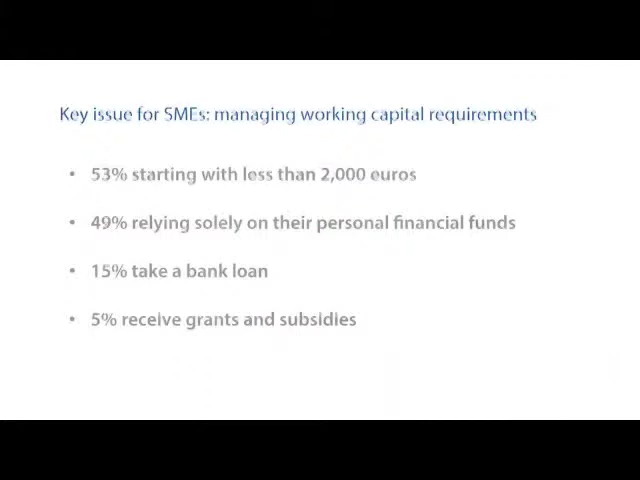 Key issue for SMEs: managing working capital requirements
• 53% starting with less than 2,000 euros
• 49% relying solely on their personal financial funds
• 15% take a bank loan
• 5% receive grants and subsidies